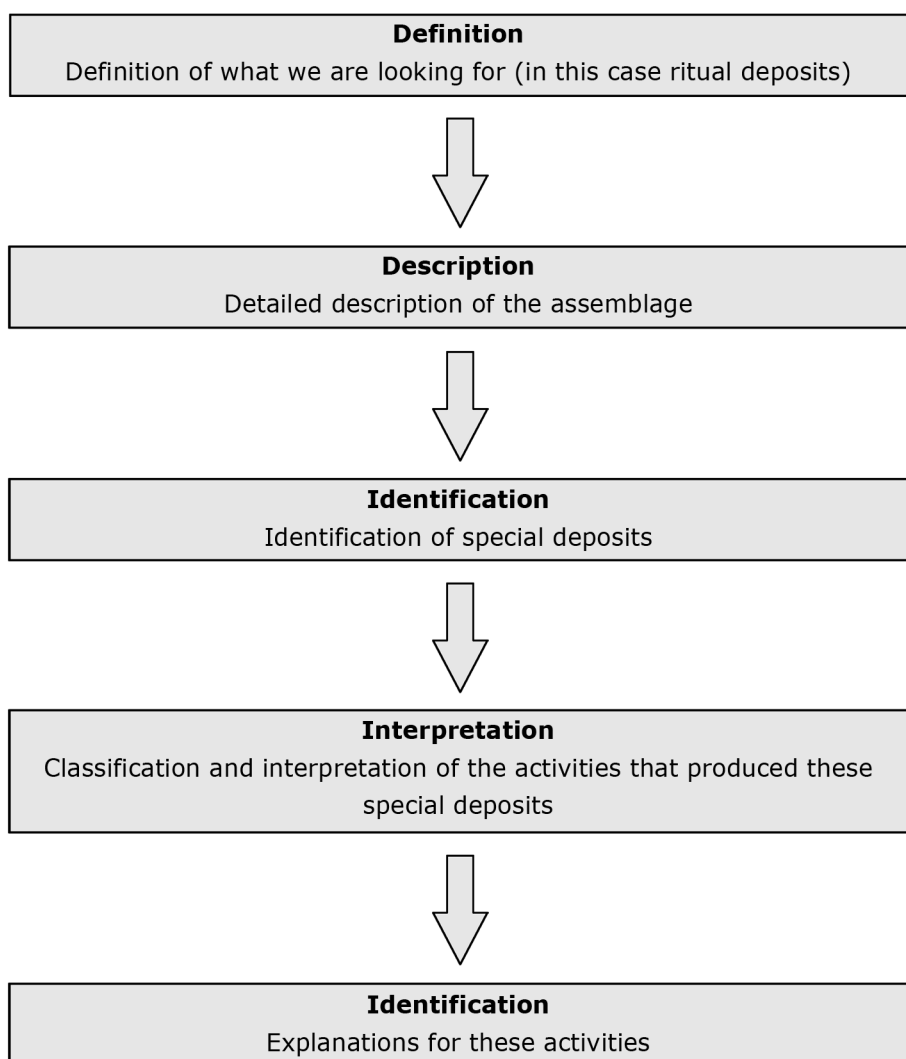 Definition
Definition of what we are looking for (in this case ritual deposits)
Description
Detailed description of the assemblage
Identification
Identification of special deposits
Interpretation
Classification and interpretation of the activities that produced these
special deposits
Identification
Explanations for these activities